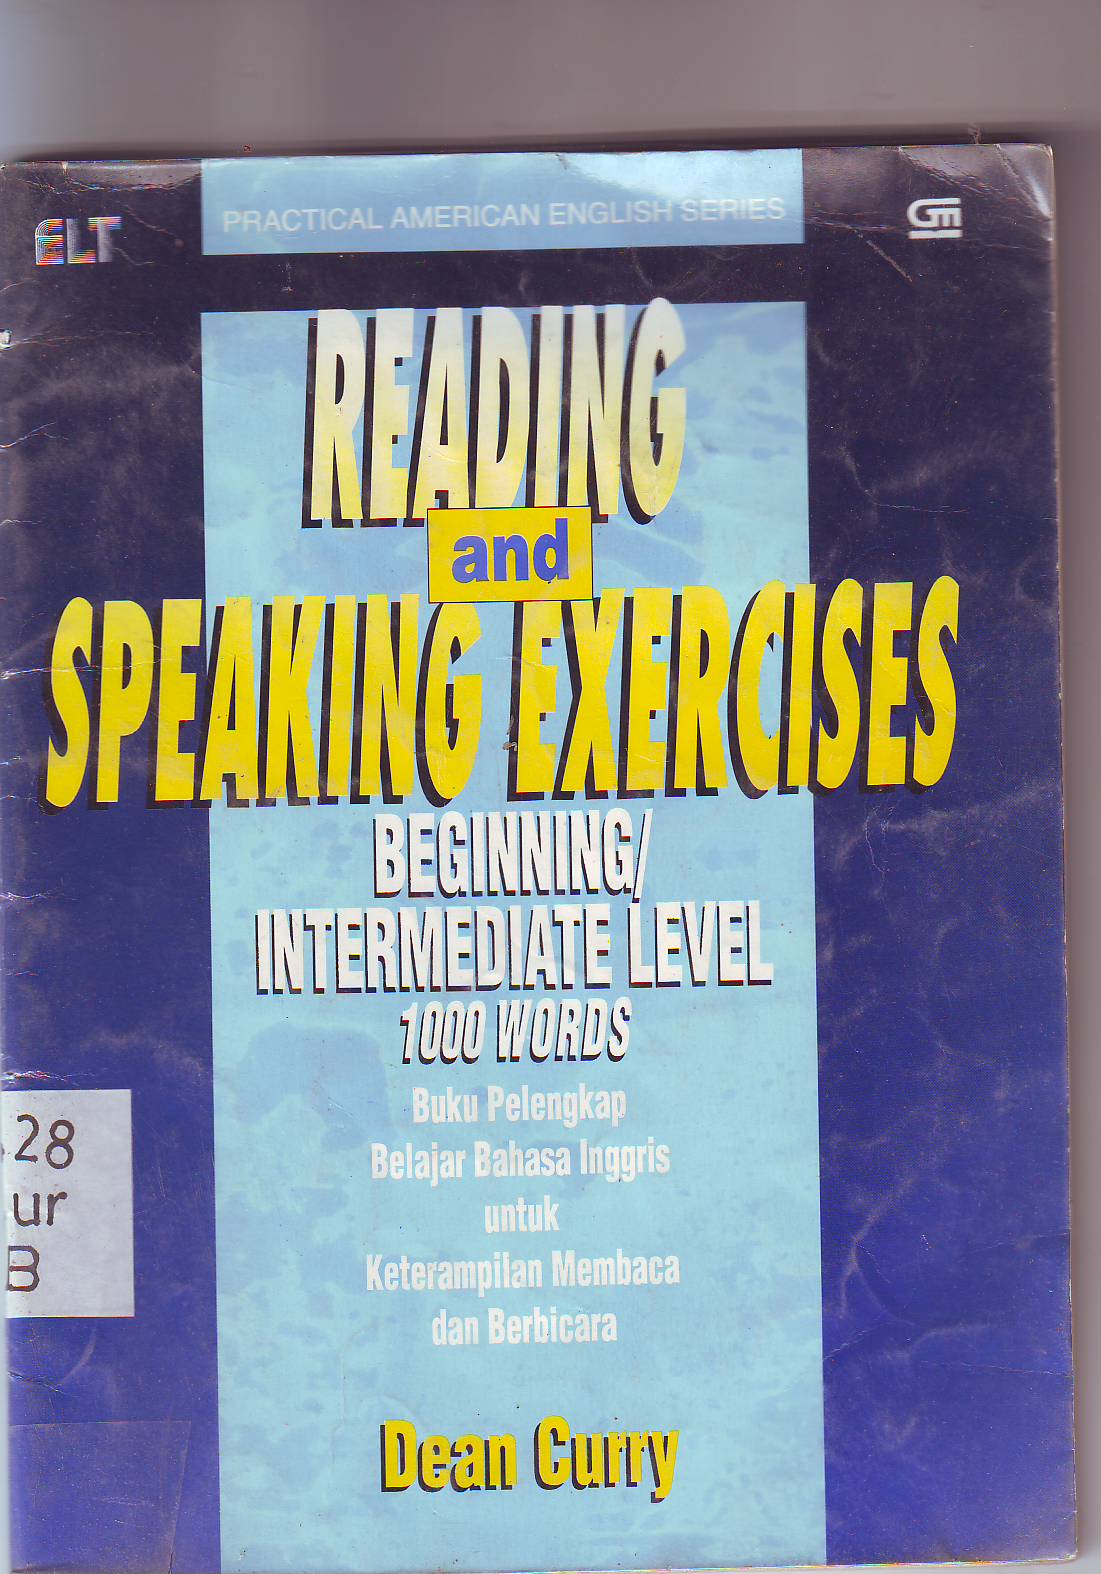 PRACTICAL AMERICAN ENGLISH SERIES
ELT
GM
READING
and
SPEAKING EXERCISES
BEGINNING/
INTERMEDIATE LEVEL
1000 WORDS
Buku Pelengkap
Belajar Bahasa Inggris
untuk
Keterampilan Membaca
dan Berbicara
28
ur
B
Dean Curry